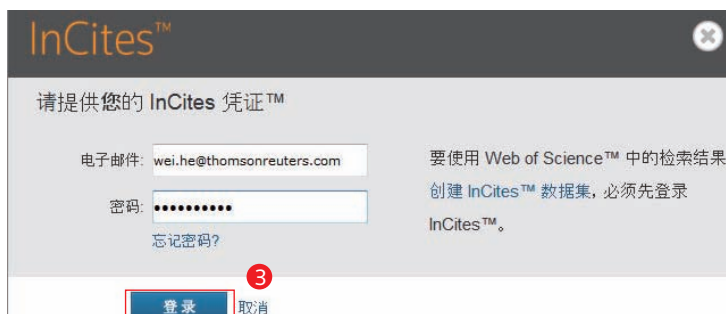 InCites™
请提供您的 InCites 凭证™
电子邮件: wei.he@thomsonreuters.com
密码: ••••••••••
忘记密码?
要使用 Web of Science™ 中的检索结果
创建 InCites™ 数据集, 必须先登录
InCites™。
3
登录 取消